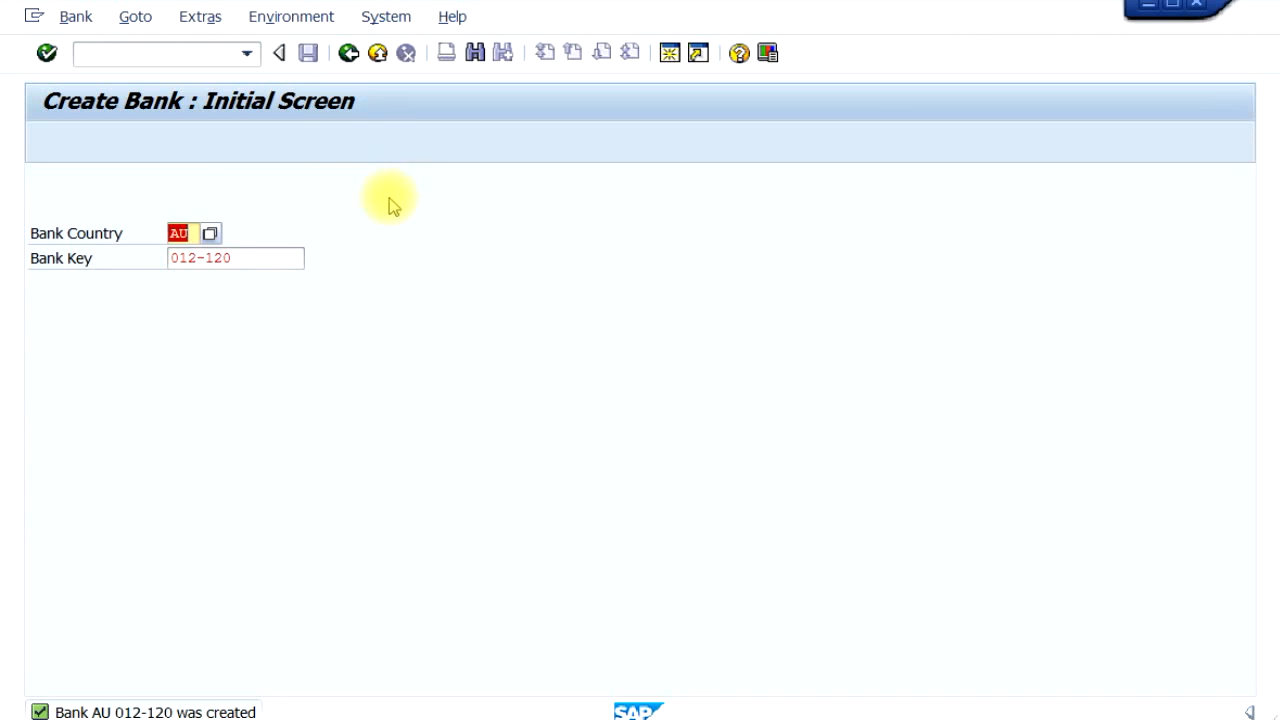 Bank Goto Extras Environment System Help
Create Bank : Initial Screen
Bank Country AU
Bank Key 012-120
Bank AU 012-120 was created
SAP